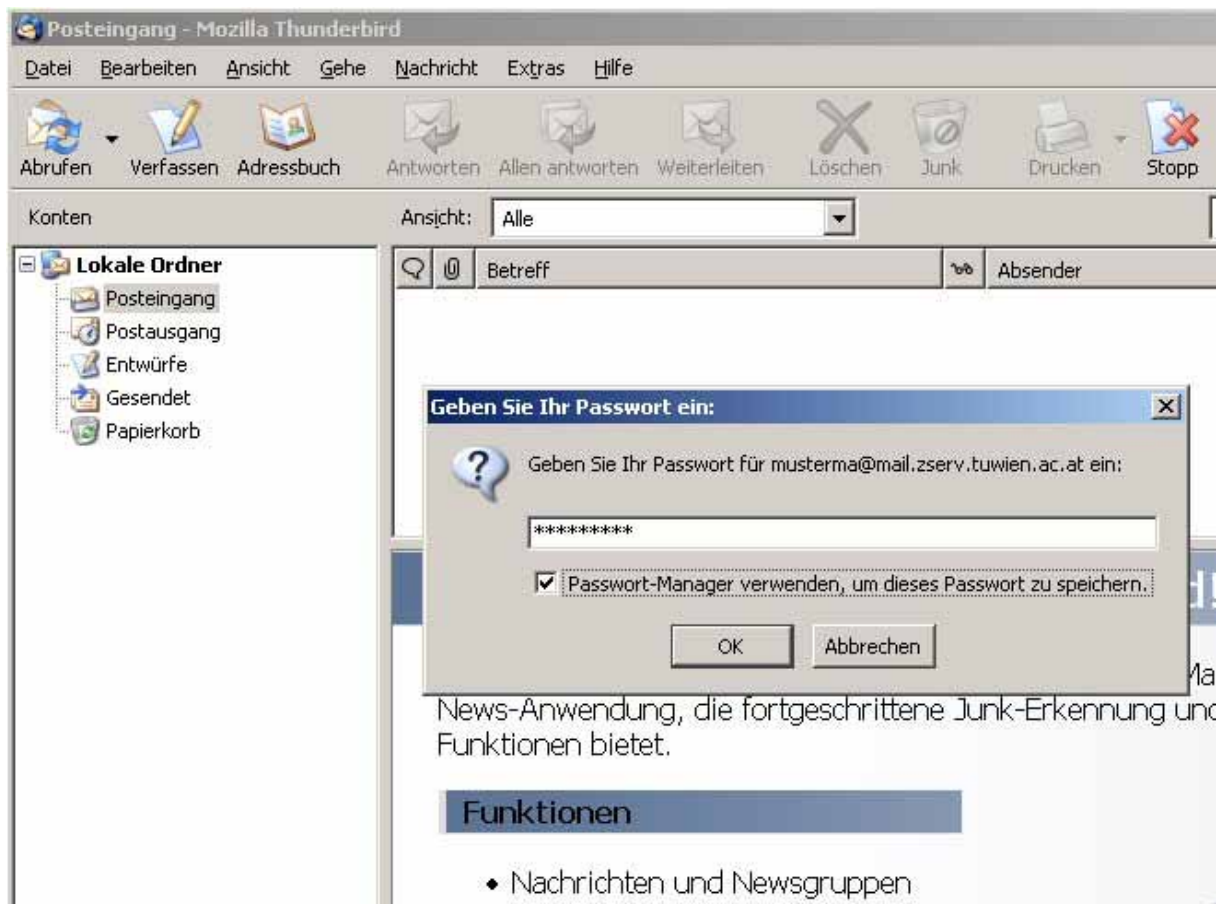 Posteingang - Mozilla Thunderbird
Datei Bearbeiten Ansicht Gehe Nachricht Extras Hilfe
Abrufen Verfassen Adressbuch Antworten Allen antworten Weiterleiten Löschen Junk Drucken Stopp
Konten Ansicht: Alle
Lokale Ordner
Betreff Absender
Posteingang
Postausgang
Entwürfe
Gesendet
Papierkorb
Geben Sie Ihr Passwort ein:
Geben Sie Ihr Passwort für musterma@mail.zserv.tuwien.ac.at ein:
*********
Passwort-Manager verwenden, um dieses Passwort zu speichern.
OK Abbrechen
News-Anwendung, die fortgeschrittene Junk-Erkennung und
Funktionen bietet.
Funktionen
Nachrichten und Newsgruppen